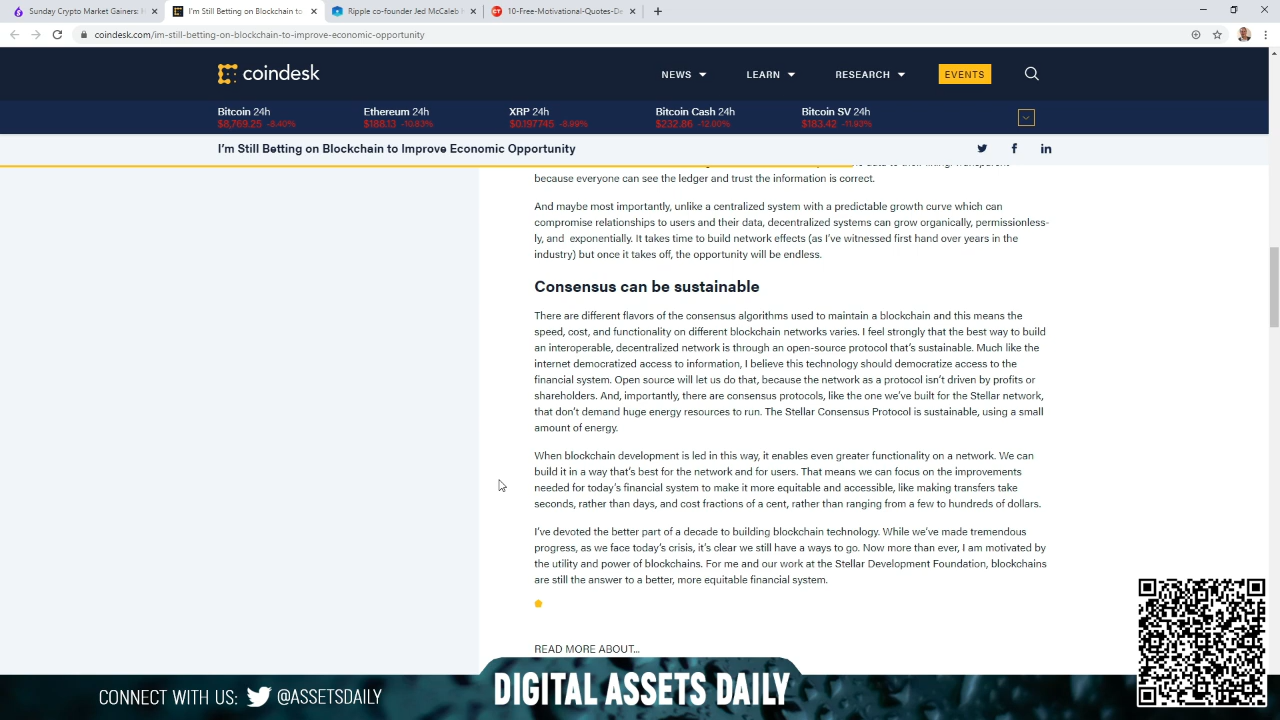 Sunday Crypto Market Gainers: H
I'm Still Betting on Blockchain to
Ripple co-founder Jed McCaleb h
10-Free-Motivational-Quotes-De
coindesk.com/im-still-betting-on-blockchain-to-improve-economic-opportunity
coindesk
NEWS
LEARN
RESEARCH
EVENTS
Bitcoin 24h
$8,769.25 -8.40%
Ethereum 24h
$188.13 -10.83%
XRP 24h
$0.197745 -8.99%
Bitcoin Cash 24h
$232.86 -12.00%
Bitcoin SV 24h
$183.42 -11.93%
I'm Still Betting on Blockchain to Improve Economic Opportunity
because everyone can see the ledger and trust the information is correct.
And maybe most importantly, unlike a centralized system with a predictable growth curve which can
compromise relationships to users and their data, decentralized systems can grow organically, permissionless-
ly, and exponentially. It takes time to build network effects (as I've witnessed first hand over years in the
industry) but once it takes off, the opportunity will be endless.
Consensus can be sustainable
There are different flavors of the consensus algorithms used to maintain a blockchain and this means the
speed, cost, and functionality on different blockchain networks varies. I feel strongly that the best way to build
an interoperable, decentralized network is through an open-source protocol that's sustainable. Much like the
internet democratized access to information, I believe this technology should democratize access to the
financial system. Open source will let us do that, because the network as a protocol isn't driven by profits or
shareholders. And, importantly, there are consensus protocols, like the one we've built for the Stellar network,
that don't demand huge energy resources to run. The Stellar Consensus Protocol is sustainable, using a small
amount of energy.
When blockchain development is led in this way, it enables even greater functionality on a network. We can
build it in a way that's best for the network and for users. That means we can focus on the improvements
needed for today's financial system to make it more equitable and accessible, like making transfers take
seconds, rather than days, and cost fractions of a cent, rather than ranging from a few to hundreds of dollars.
I've devoted the better part of a decade to building blockchain technology. While we've made tremendous
progress, as we face today's crisis, it's clear we still have a ways to go. Now more than ever, I am motivated by
the utility and power of blockchains. For me and our work at the Stellar Development Foundation, blockchains
are still the answer to a better, more equitable financial system.
READ MORE ABOUT...
CONNECT WITH US: @ASSETSDAILY
DIGITAL ASSETS DAILY